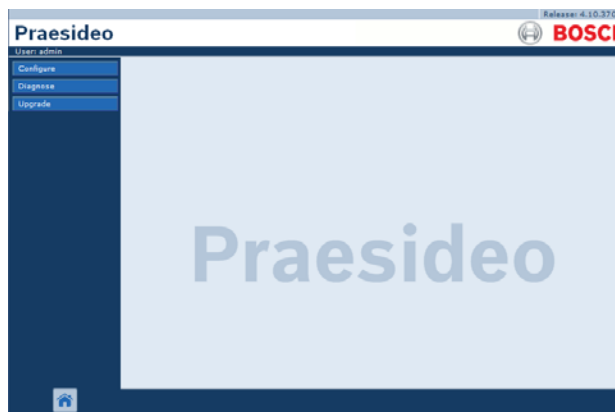 Release: 4.10.370
Praesideo
BOSCH
User: admin
Configure
Diagnose
Upgrade
Praesideo